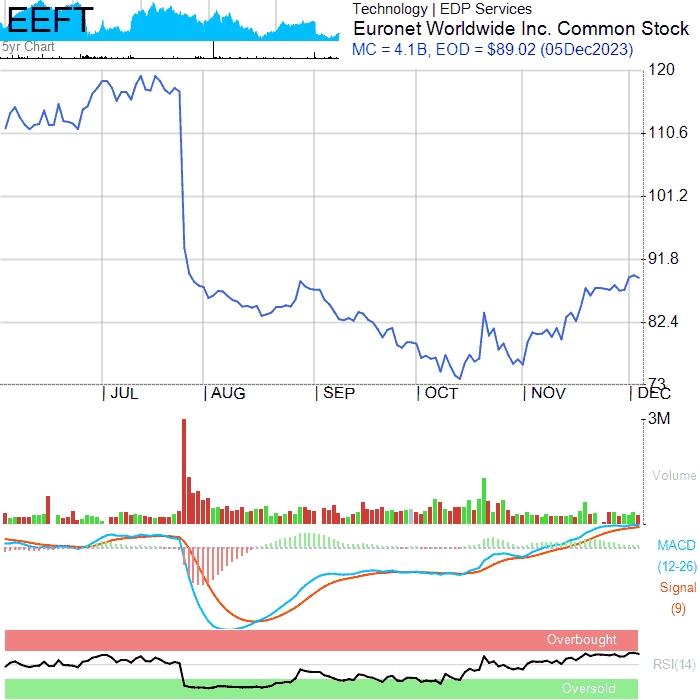 EEFT
5yr Chart
Technology | EDP Services
Euronet Worldwide Inc. Common Stock
MC = 4.1B, EOD = $89.02 (05Dec2023)
120
110.6
101.2
91.8
82.4
73
JUL AUG SEP OCT NOV DEC
3M
Volume
MACD
(12-26)
Signal
(9)
Overbought
RSI(14)
Oversold